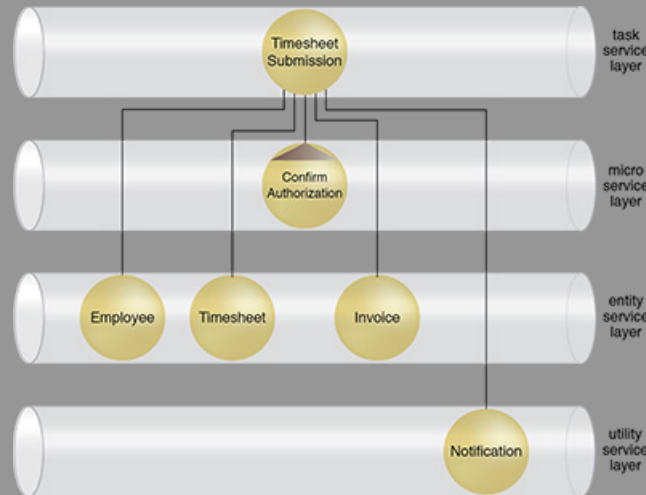 Timesheet
Submission
task
service
layer
Confirm
Authorization
micro
service
layer
Employee
Timesheet
Invoice
entity
service
layer
Notification
utility
service
layer